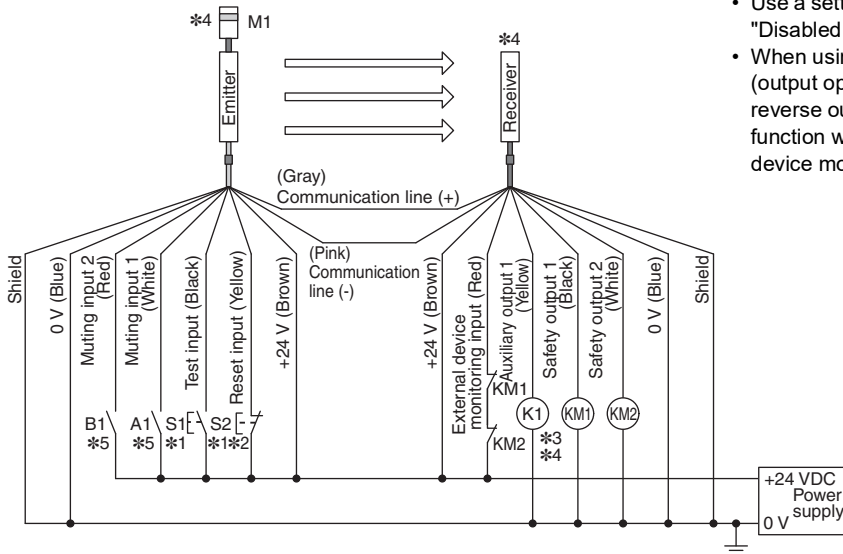 ✻4
M1
Emitter
✻4
Receiver
• Use a sett
"Disabled
• When usin
(output op
reverse ou
function w
device mo
(Gray)
Communication line (+)
(Pink)
Communication
line (-)
Shield
0 V (Blue)
Muting input 2
(Red)
Muting input 1
(White)
Test input (Black)
Reset input (Yellow)
+24 V (Brown)
+24 V (Brown)
External device
monitoring input (Red)
Auxiliary output 1
(Yellow)
Safety output 1
(Black)
Safety output 2
(White)
0 V (Blue)
Shield
B1
✻5
A1
✻5
S1
✻1
S2
✻1✻2
KM1
KM2
K1
✻3
✻4
KM1
KM2
+24 VDC
Power
supply
0 V